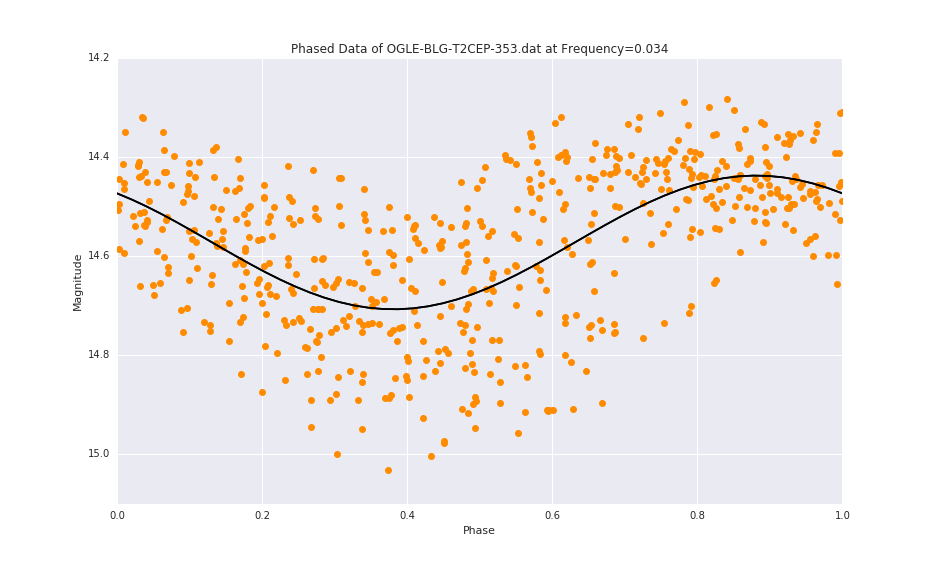 Phased Data of OGLE-BLG-T2CEP-353.dat at Frequency=0.034
14.2
14.4
14.6
14.8
15.0
Magnitude
0.0 0.2 0.4 0.6 0.8 1.0
Phase